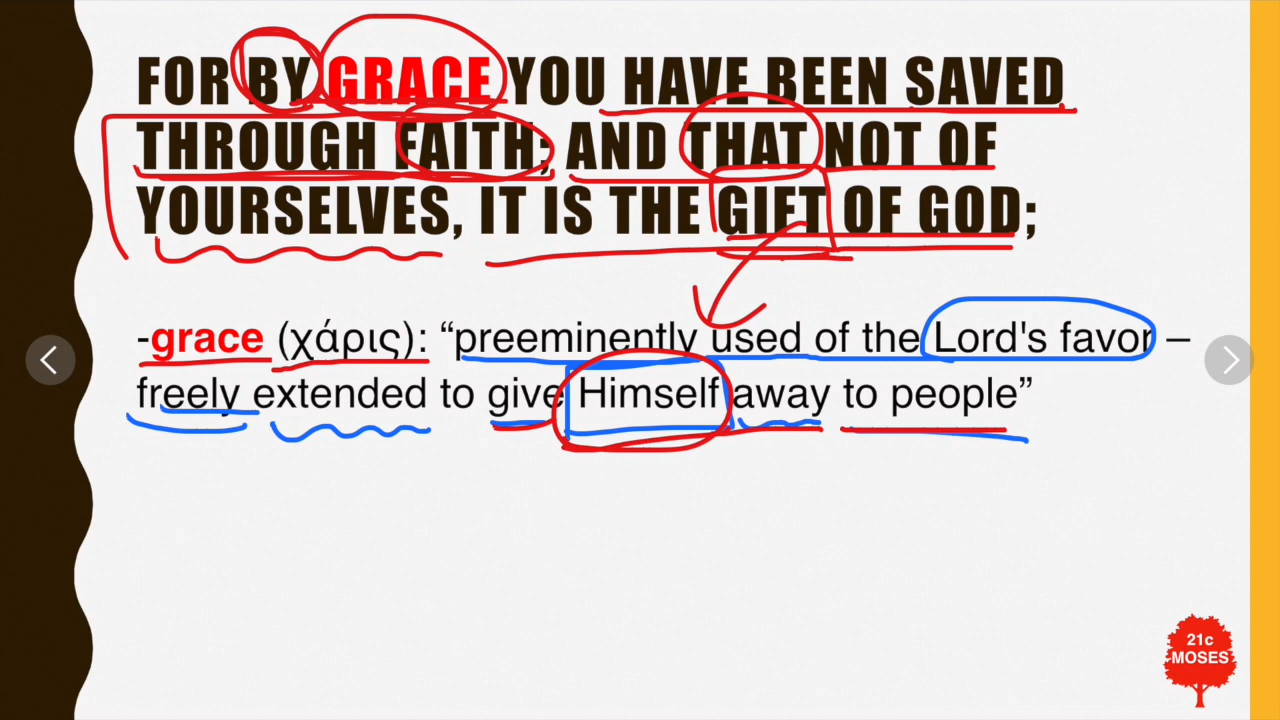 FOR BY GRACE YOU HAVE BEEN SAVED
THROUGH FAITH; AND THAT NOT OF
YOURSELVES, IT IS THE GIFT OF GOD;
-grace (χάρις): “preeminently used of the Lord's favor –
freely extended to give Himself away to people”
21c
MOSES